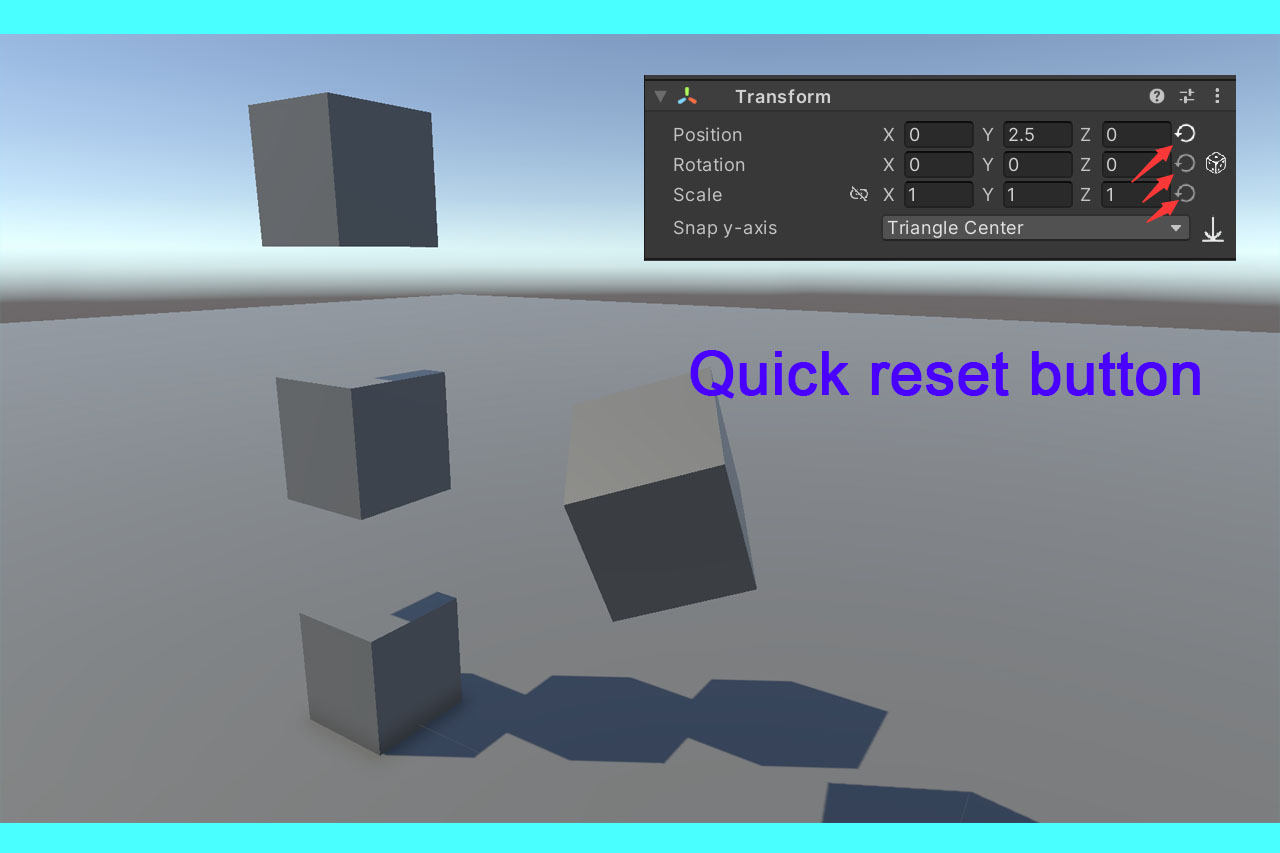 Transform
Position X 0 Y 2.5 Z 0
Rotation X 0 Y 0 Z 0
Scale X 1 Y 1 Z 1
Snap y-axis Triangle Center
Quick reset button